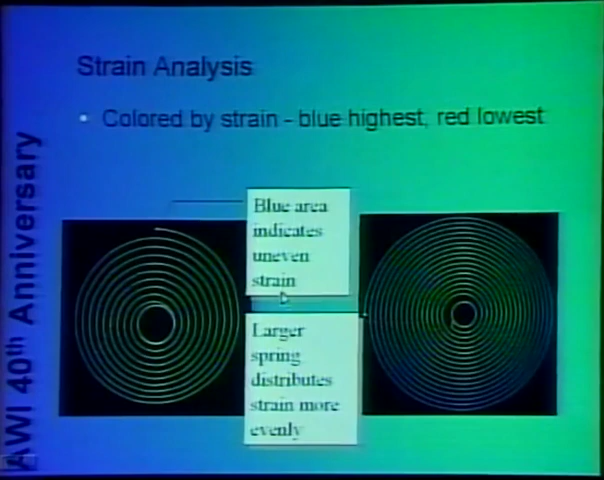 Strain Analysis
• Colored by strain - blue highest, red lowest
Blue area
indicates
uneven
strain
Larger
spring
distributes
strain more
evenly
AWI 40th Anniversary